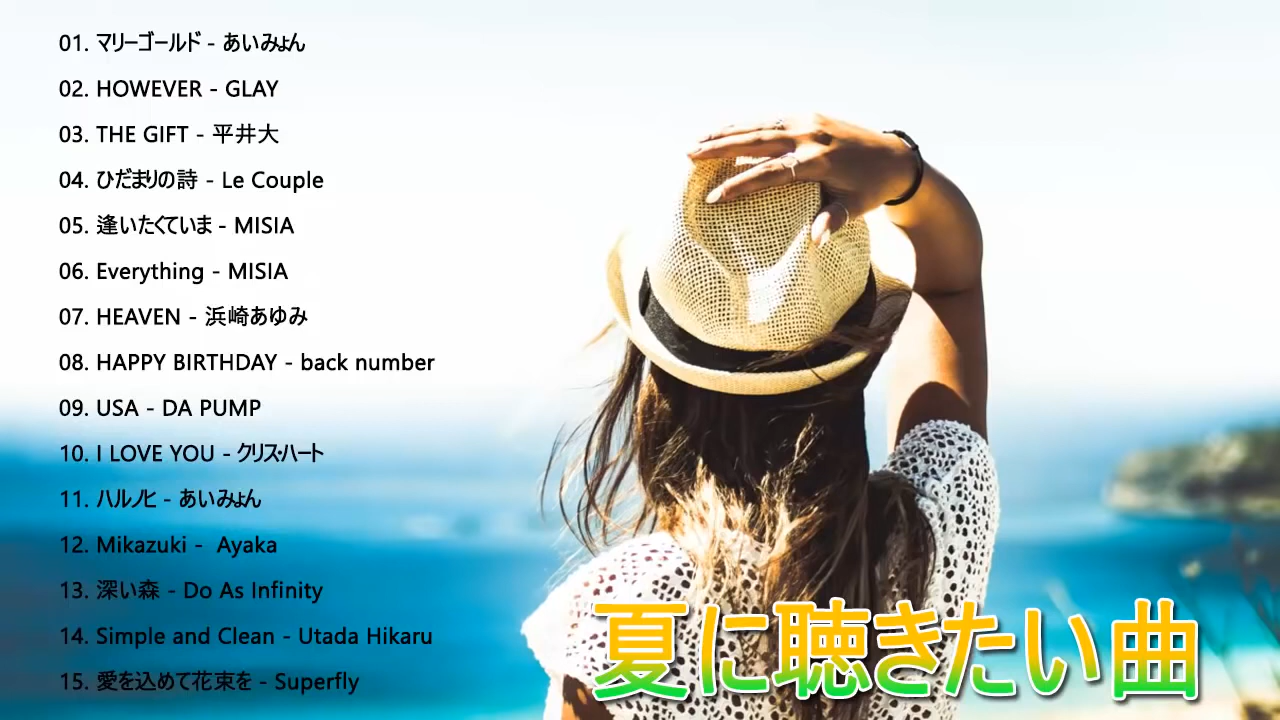 01. マリーゴールド - あいみょん
02. HOWEVER - GLAY
03. THE GIFT - 平井大
04. ひだまりの詩 - Le Couple
05. 逢いたくていま - MISIA
06. Everything - MISIA
07. HEAVEN - 浜崎あゆみ
08. HAPPY BIRTHDAY - back number
09. USA - DA PUMP
10. I LOVE YOU - クリス・ハート
11. ハルノヒ - あいみょん
12. Mikazuki -  Ayaka
13. 深い森 - Do As Infinity
14. Simple and Clean - Utada Hikaru
15. 愛を込めて花束を - Superfly
夏に聴きたい曲